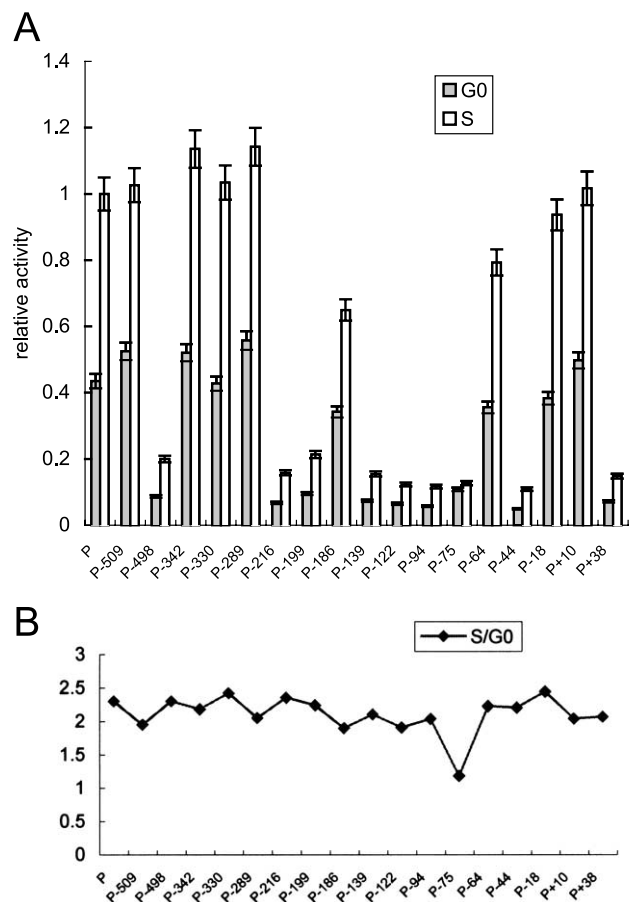 A
1.4
G0
S
1.2
1
0.8
0.6
0.4
0.2
0
relative activity
P
P-509
P-498
P-342
P-330
P-289
P-216
P-199
P-186
P-139
P-122
P-94
P-75
P-64
P-44
P-18
P+10
P+38
B
S/G0
3
2.5
2
1.5
1
0.5
0
P
P-509
P-498
P-342
P-330
P-289
P-216
P-199
P-186
P-139
P-122
P-94
P-75
P-64
P-44
P-18
P+10
P+38